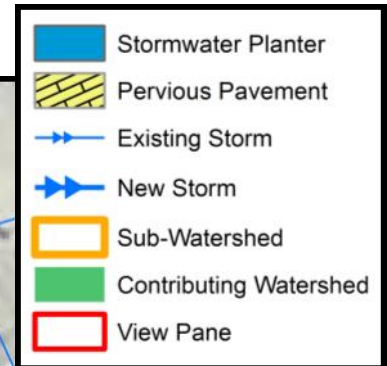 Stormwater Planter
Pervious Pavement
Existing Storm
New Storm
Sub-Watershed
Contributing Watershed
View Pane